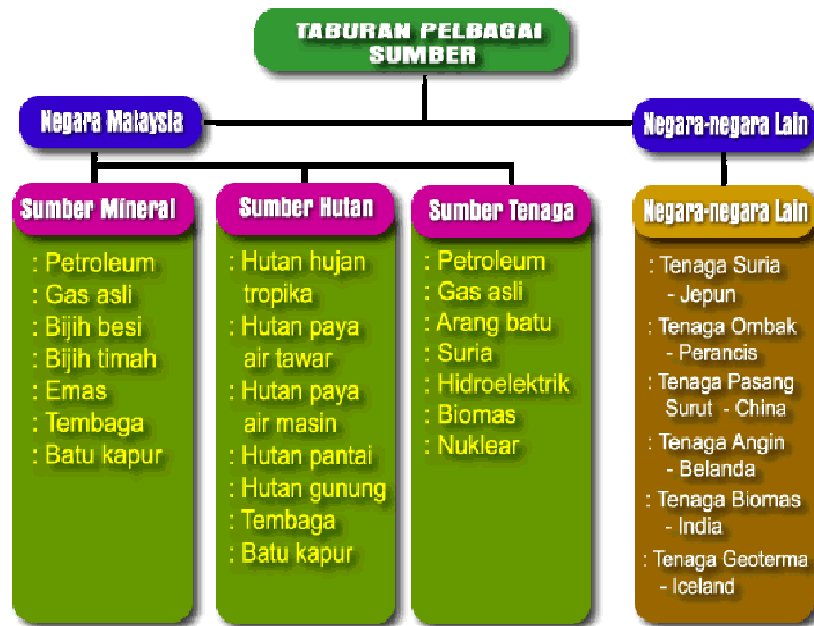 TABURAN PELBAGAI
SUMBER
Negara Malaysia
Negara-negara Lain
Sumber Mineral
: Petroleum
: Gas asli
: Bijih besi
: Bijih timah
: Emas
: Tembaga
: Batu kapur
Sumber Hutan
: Hutan hujan
tropika
: Hutan paya
air tawar
: Hutan paya
air masin
: Hutan pantai
: Hutan gunung
: Tembaga
: Batu kapur
Sumber Tenaga
: Petroleum
: Gas asli
: Arang batu
: Suria
: Hidroelektrik
: Biomas
: Nuklear
Negara-negara Lain
: Tenaga Suria
- Jepun
: Tenaga Ombak
- Perancis
: Tenaga Pasang
Surut - China
: Tenaga Angin
- Belanda
: Tenaga Biomas
- India
: Tenaga Geoterma
- Iceland